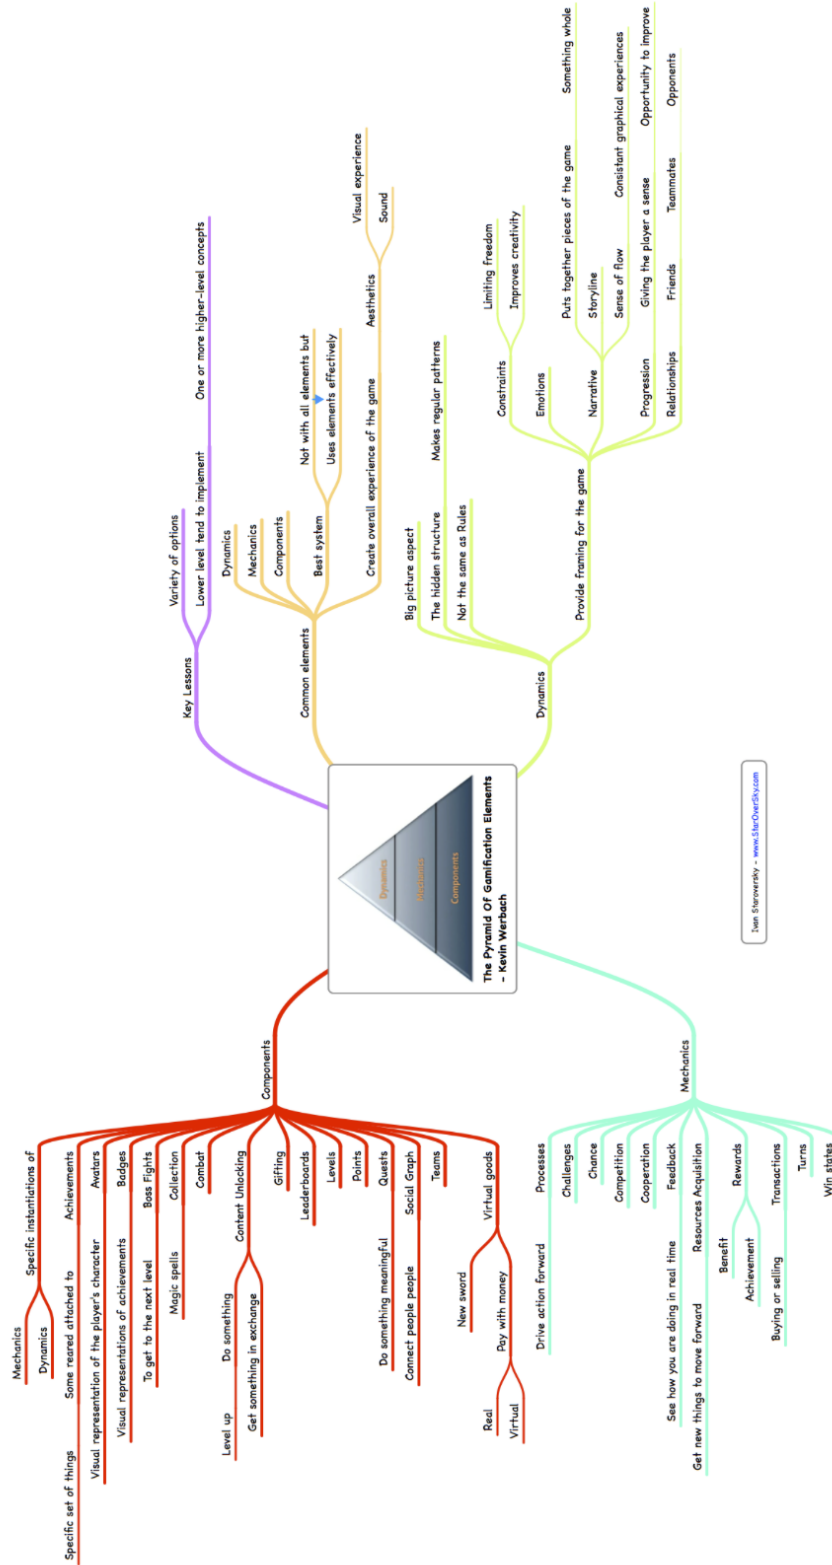 The Pyramid Of Gamification Elements
- Kevin Werbach
Dynamics
Mechanics
Components
Key Lessons
Variety of options
Lower level tend to implement
One or more higher-level concepts
Common elements
Dynamics
Mechanics
Components
Best system
Not with all elements but
Uses elements effectively
Create overall experience of the game
Aesthetics
Visual experience
Sound
Dynamics
Big picture aspect
The hidden structure
Makes regular patterns
Not the same as Rules
Provide framing for the game
Constraints
Limiting freedom
Improves creativity
Emotions
Narrative
Puts together pieces of the game
Something whole
Storyline
Sense of flow
Consistant graphical experiences
Progression
Giving the player a sense
Opportunity to improve
Relationships
Friends
Teammates
Opponents
Components
Specific instantiations of
Mechanics
Dynamics
Achievements
Some reared attached to
Specific set of things
Avatars
Visual representation of the player's character
Badges
Visual representations of achievements
Boss Fights
To get to the next level
Collection
Magic spells
Combat
Content Unlocking
Do something
Level up
Get something in exchange
Gifting
Leaderboards
Levels
Points
Quests
Do something meaningful
Social Graph
Connect people people
Teams
Virtual goods
New sword
Pay with money
Real
Virtual
Mechanics
Processes
Drive action forward
Challenges
Chance
Competition
Cooperation
Feedback
See how you are doing in real time
Resources Acquisition
Get new things to move forward
Rewards
Benefit
Achievement
Transactions
Buying or selling
Turns
Win states
Ivan Staroversky - www.StarOverSky.com